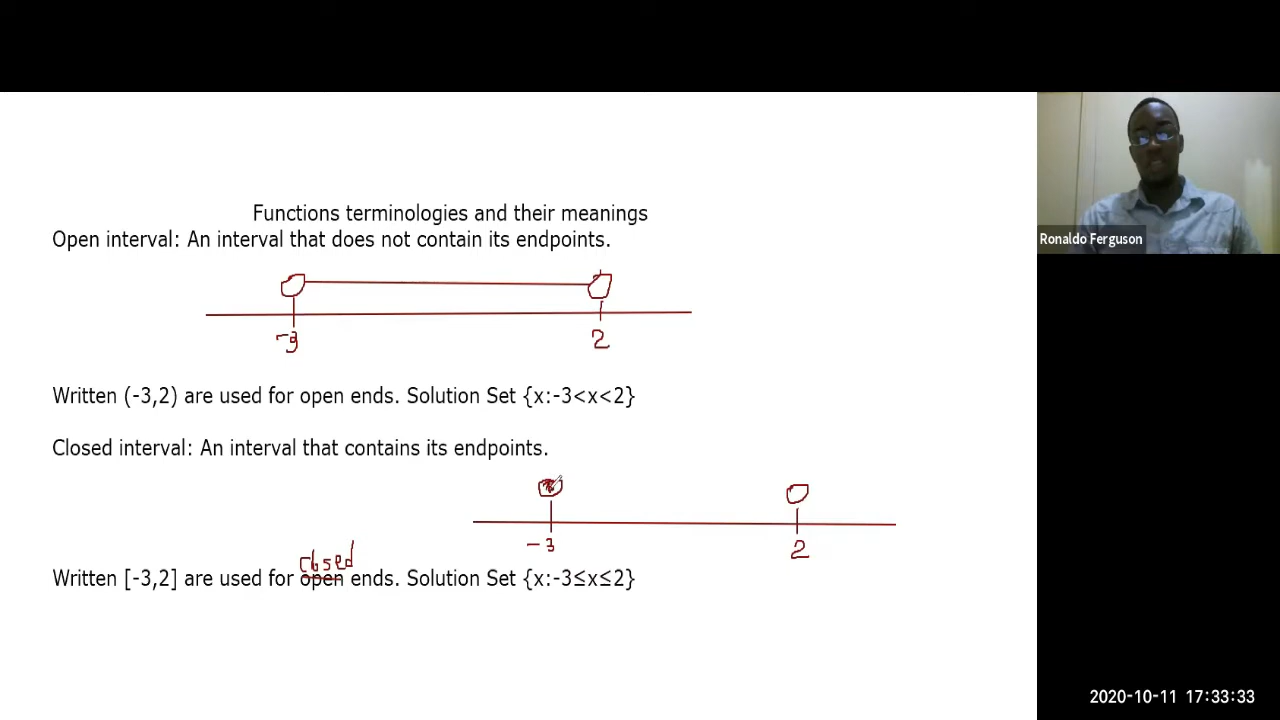 Functions terminologies and their meanings
Open interval: An interval that does not contain its endpoints.
-3 2
Written (-3,2) are used for open ends. Solution Set {x:-3<x<2}
Closed interval: An interval that contains its endpoints.
-3 2
closed
Written [-3,2] are used for open ends. Solution Set {x:-3≤x≤2}
Ronaldo Ferguson
2020-10-11 17:33:33